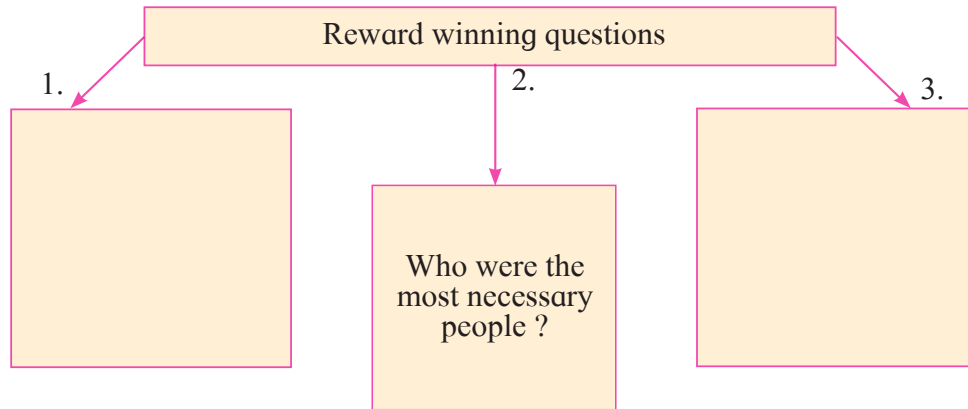 Reward winning questions
1.
2.
3.
Who were the
most necessary
people ?